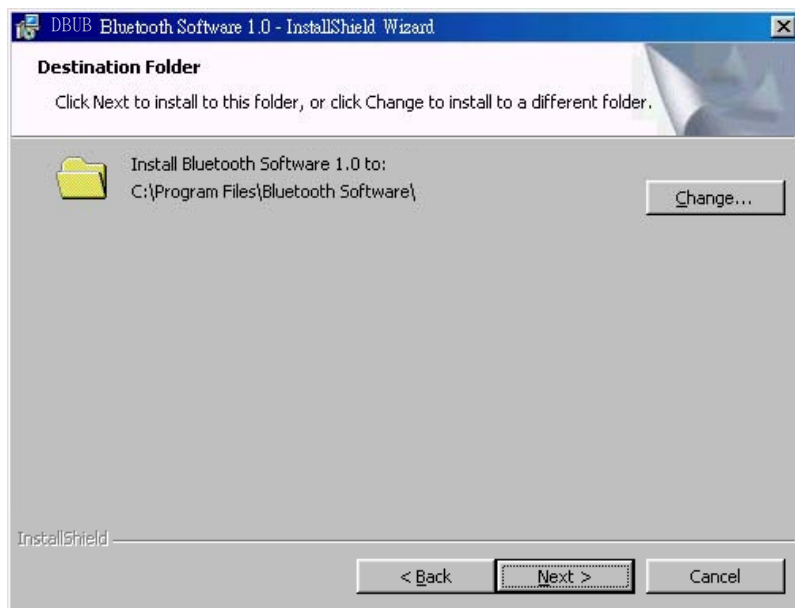 DBUB Bluetooth Software 1.0 - InstallShield Wizard
Destination Folder
Click Next to install to this folder, or click Change to install to a different folder.
Install Bluetooth Software 1.0 to:
C:\Program Files\Bluetooth Software\
Change...
InstallShield
< Back
Next >
Cancel